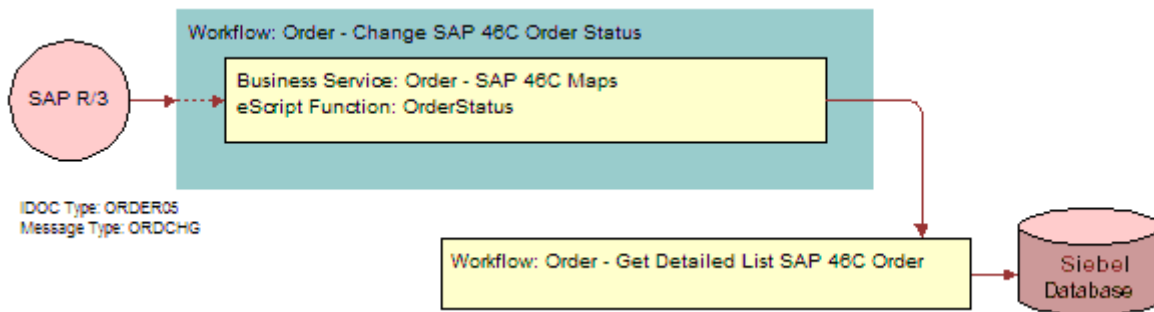 Workflow: Order - Change SAP 46C Order Status
Business Service: Order - SAP 46C Maps
eScript Function: OrderStatus
SAP R/3
IDOC Type: ORDER05
Message Type: ORDCHG
Workflow: Order - Get Detailed List SAP 46C Order
Siebel
Database